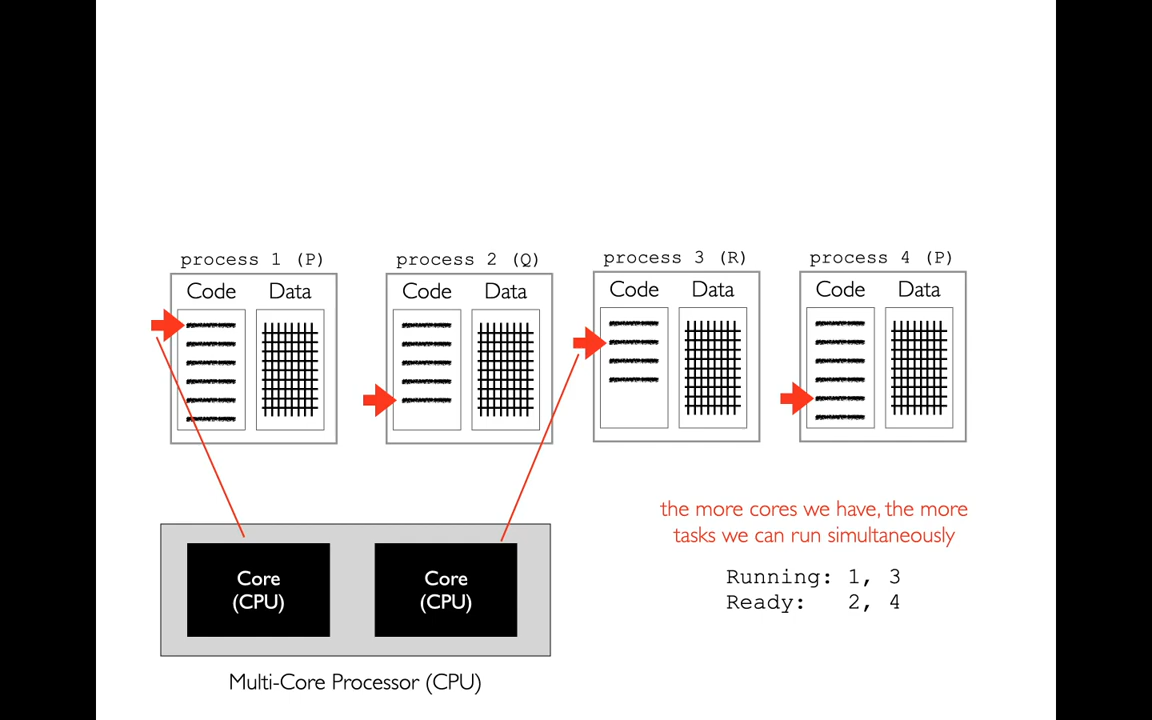 process 1 (P)
Code Data
process 2 (Q)
Code Data
process 3 (R)
Code Data
process 4 (P)
Code Data
the more cores we have, the more
tasks we can run simultaneously
Running: 1, 3
Ready: 2, 4
Core
(CPU)
Core
(CPU)
Multi-Core Processor (CPU)